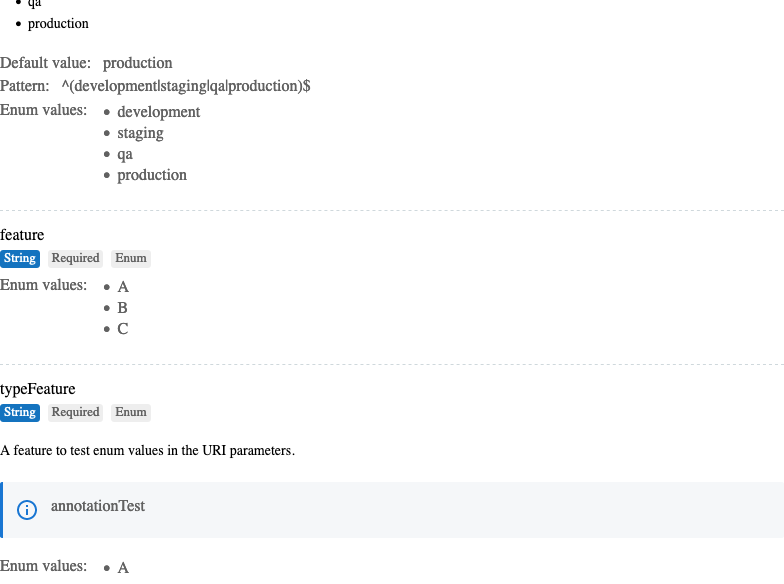 qa
production
Default value: production
Pattern: ^(development|staging|qa|production)$
Enum values: • development
• staging
• qa
• production
feature
String Required Enum
Enum values: • A
• B
• C
typeFeature
String Required Enum
A feature to test enum values in the URI parameters.
annotationTest
Enum values: • A